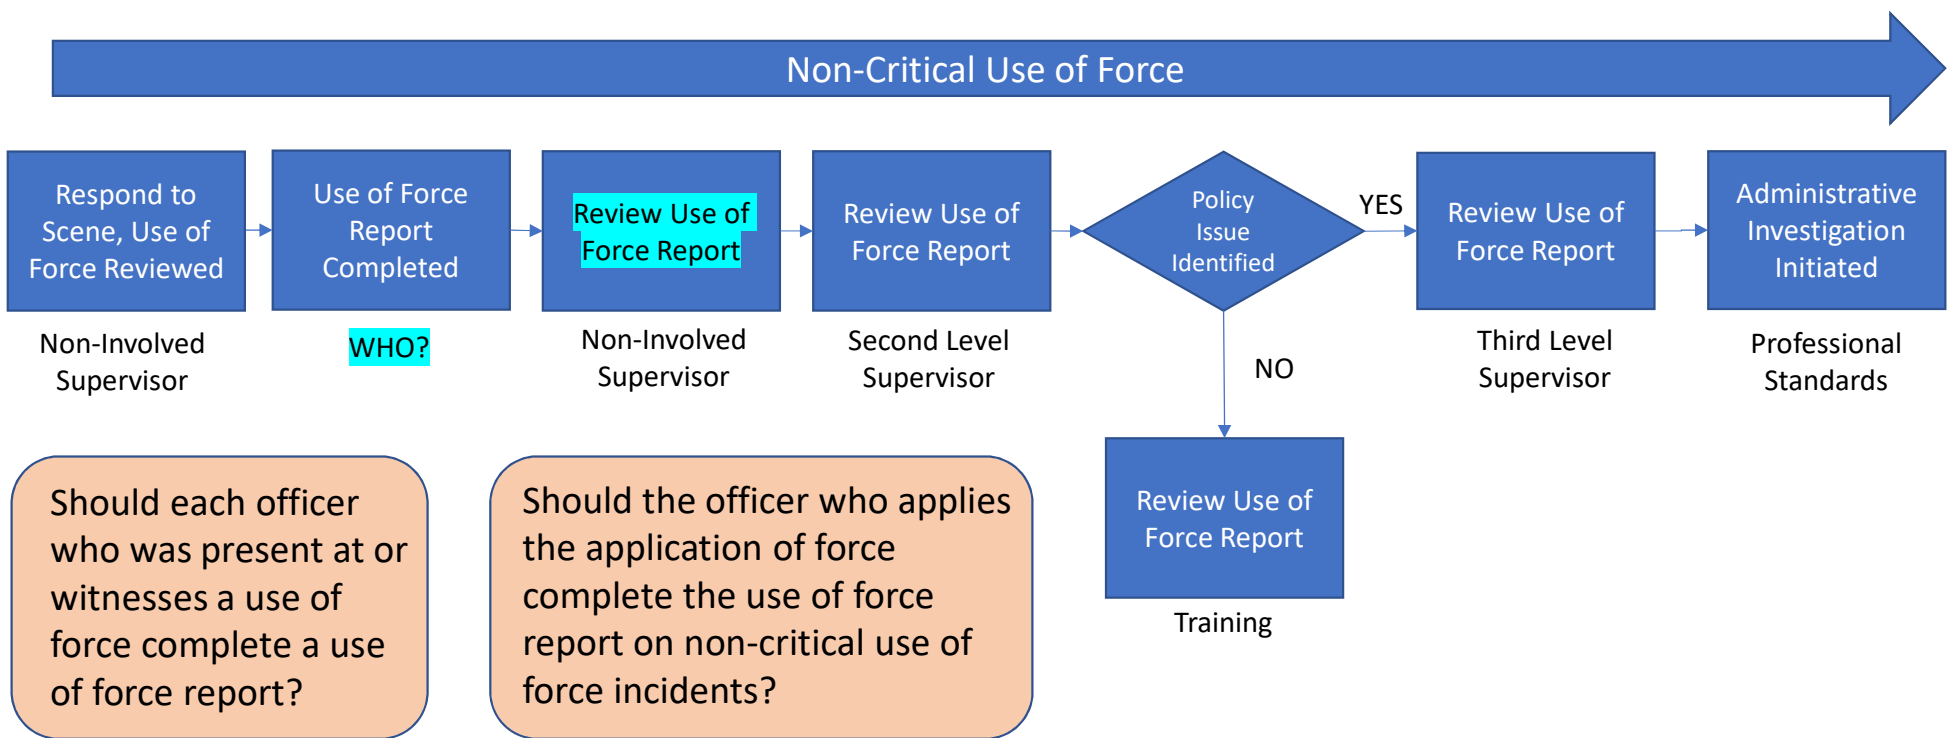 Non-Critical Use of Force
Respond to
Scene, Use of
Force Reviewed
Non-Involved
Supervisor
Use of Force
Report
Completed
WHO?
Review Use of
Force Report
Non-Involved
Supervisor
Review Use of
Force Report
Second Level
Supervisor
Policy
Issue
Identified
YES
NO
Review Use of
Force Report
Third Level
Supervisor
Administrative
Investigation
Initiated
Professional
Standards
Review Use of
Force Report
Training
Should each officer
who was present at or
witnesses a use of
force complete a use
of force report?
Should the officer who applies
the application of force
complete the use of force
report on non-critical use of
force incidents?